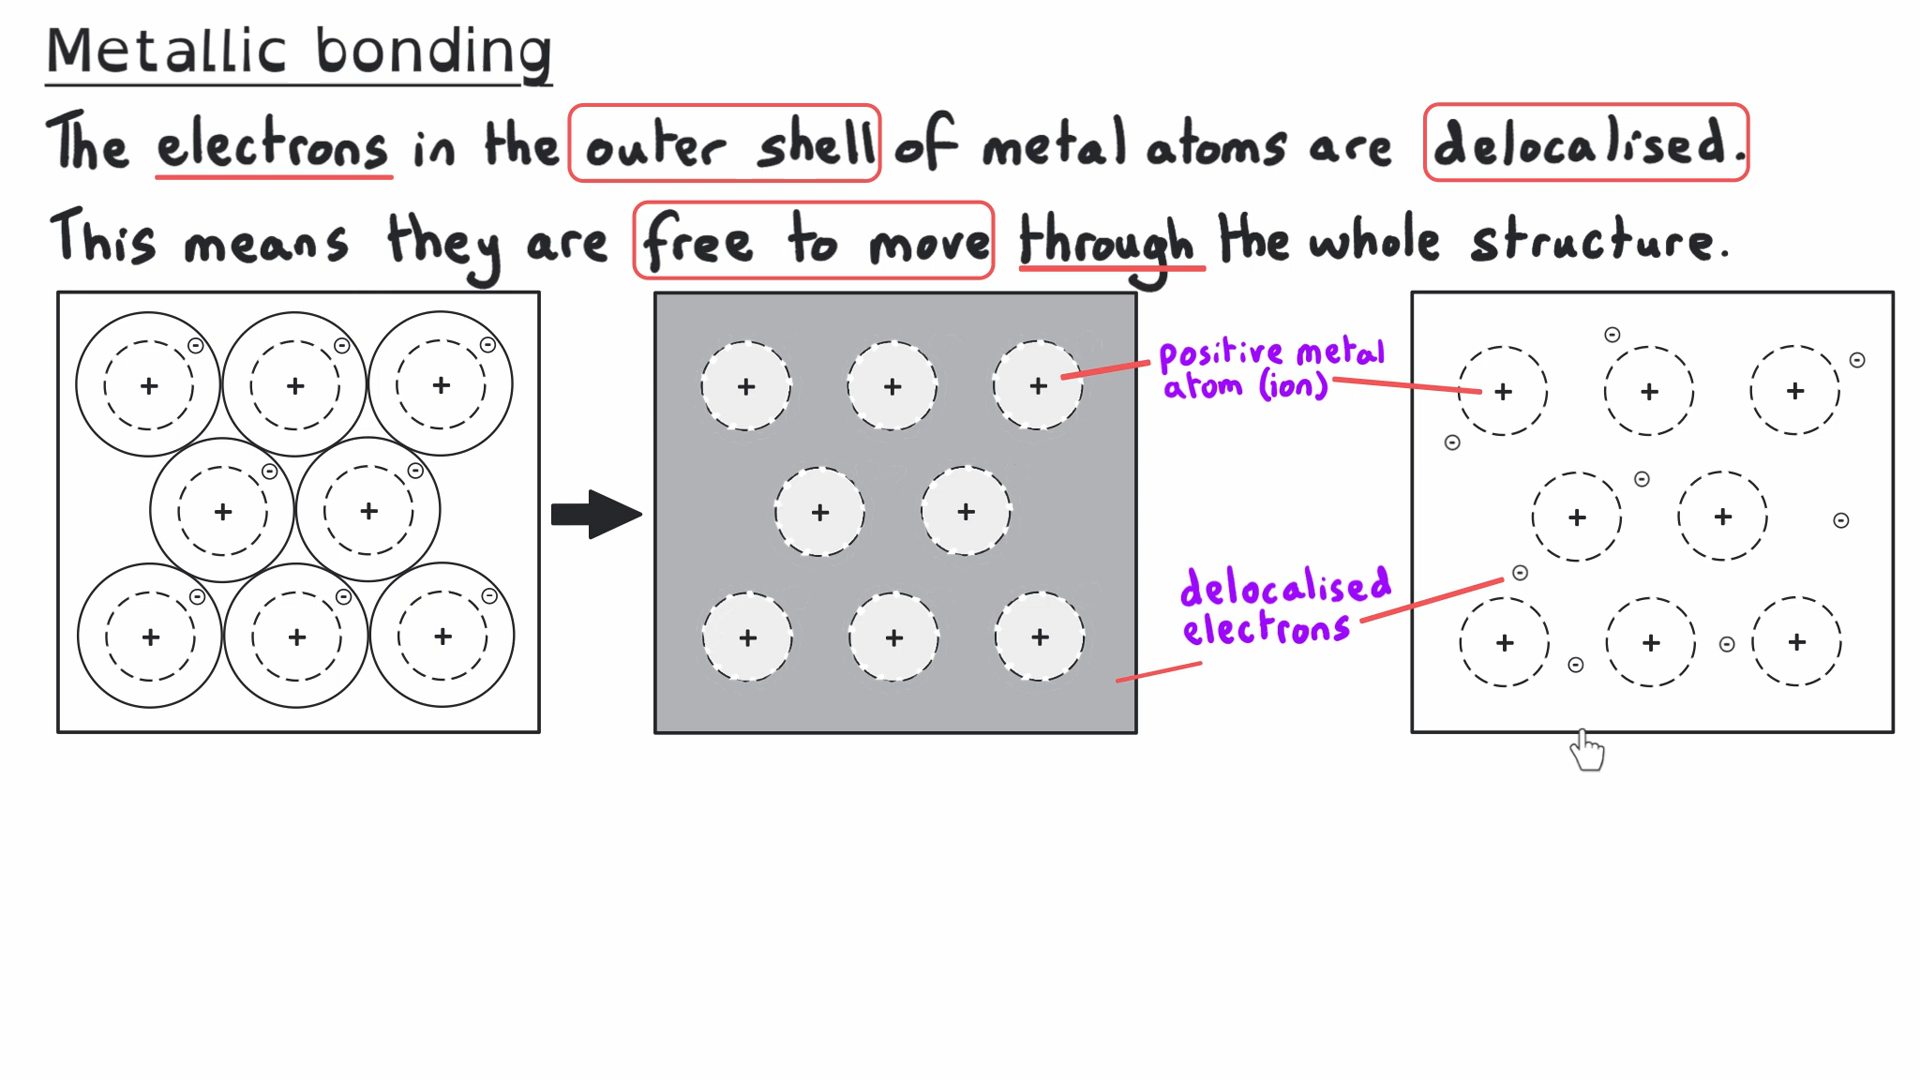 Metallic bonding
The electrons in the outer shell of metal atoms are delocalised.
This means they are free to move through the whole structure.
positive metal
atom (ion)
delocalised
electrons